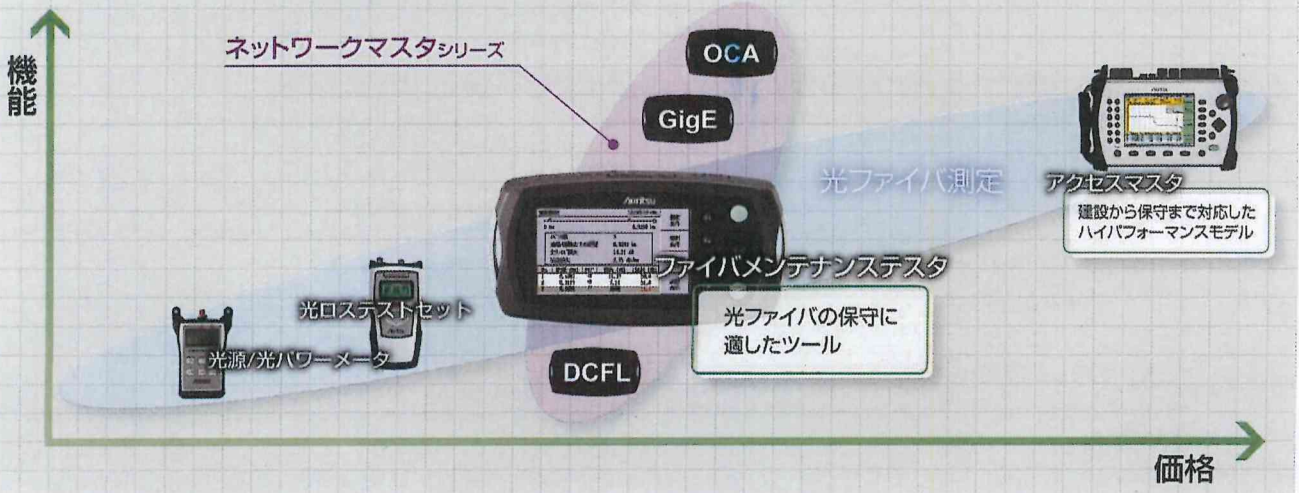 機能
ネットワークマスタシリーズ
OCA
GigE
Anritsu
光ファイバ測定
アクセスマスタ
建設から保守まで対応した
ハイパフォーマンスモデル
ファイバメンテナンステスタ
光ファイバの保守に
適したツール
光ロステストセット
光源/光パワーメータ
DCFL
価格